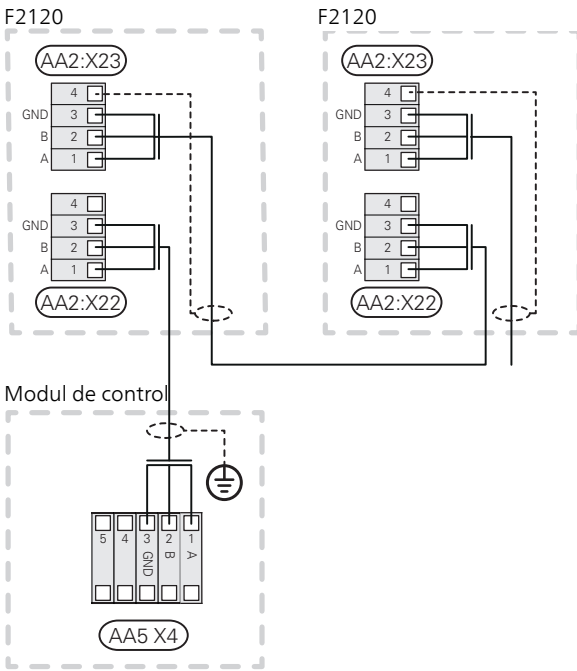 F2120
F2120
AA2:X23
4
GND 3
B 2
A 1
4
GND 3
B 2
A 1
AA2:X22
AA2:X23
4
GND 3
B 2
A 1
4
GND 3
B 2
A 1
AA2:X22
Modul de control
5 4 3 2 1
GND B A
AA5 X4